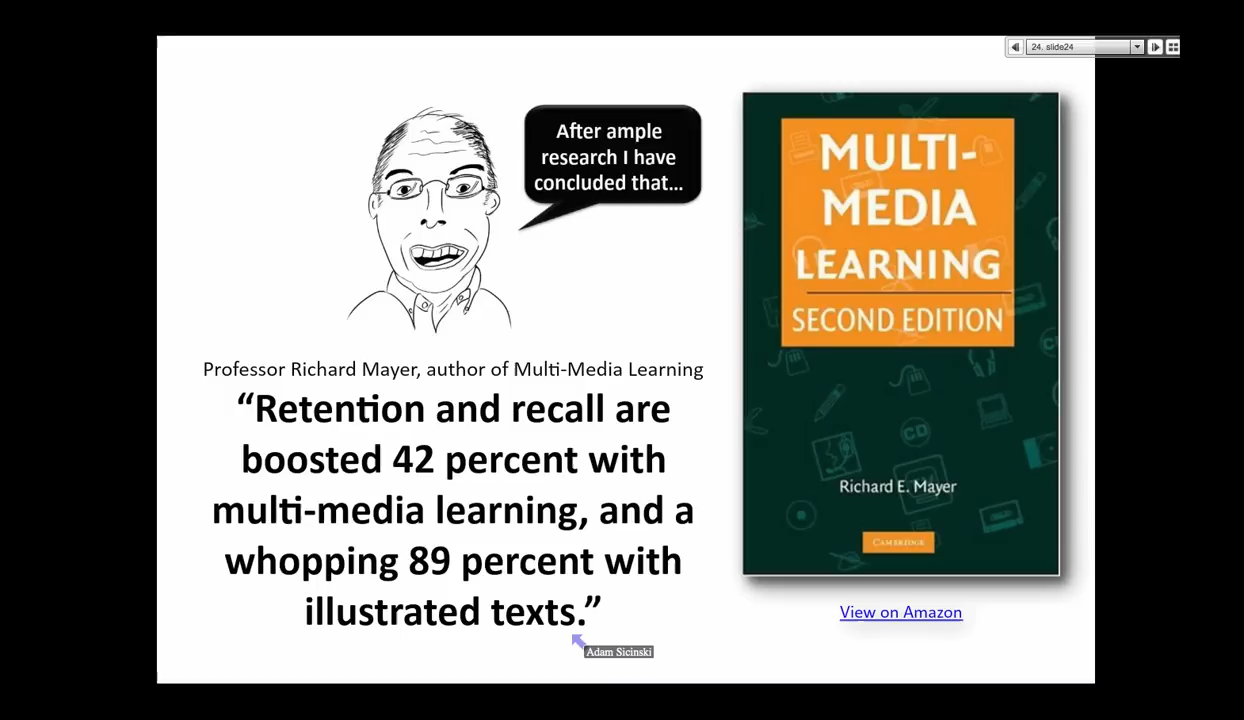 24. slide24
After ample
research I have
concluded that...
MULTI-
MEDIA
LEARNING
SECOND EDITION
CD
Richard E. Mayer
CAMBRIDGE
View on Amazon
Professor Richard Mayer, author of Multi-Media Learning
“Retention and recall are
boosted 42 percent with
multi-media learning, and a
whopping 89 percent with
illustrated texts.”
Adam Sicinski